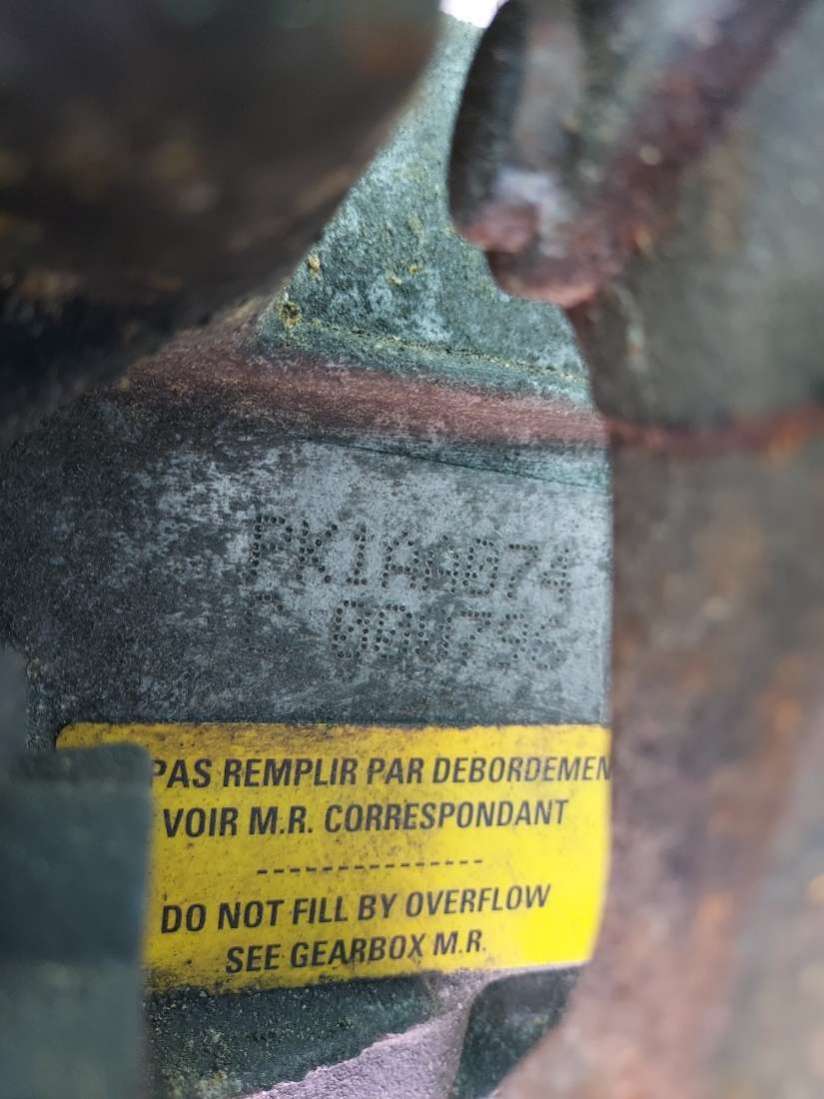 PAS REMPLIR PAR DEBORDEMEN
VOIR M.R. CORRESPONDANT
--------------
DO NOT FILL BY OVERFLOW
SEE GEARBOX M.R.